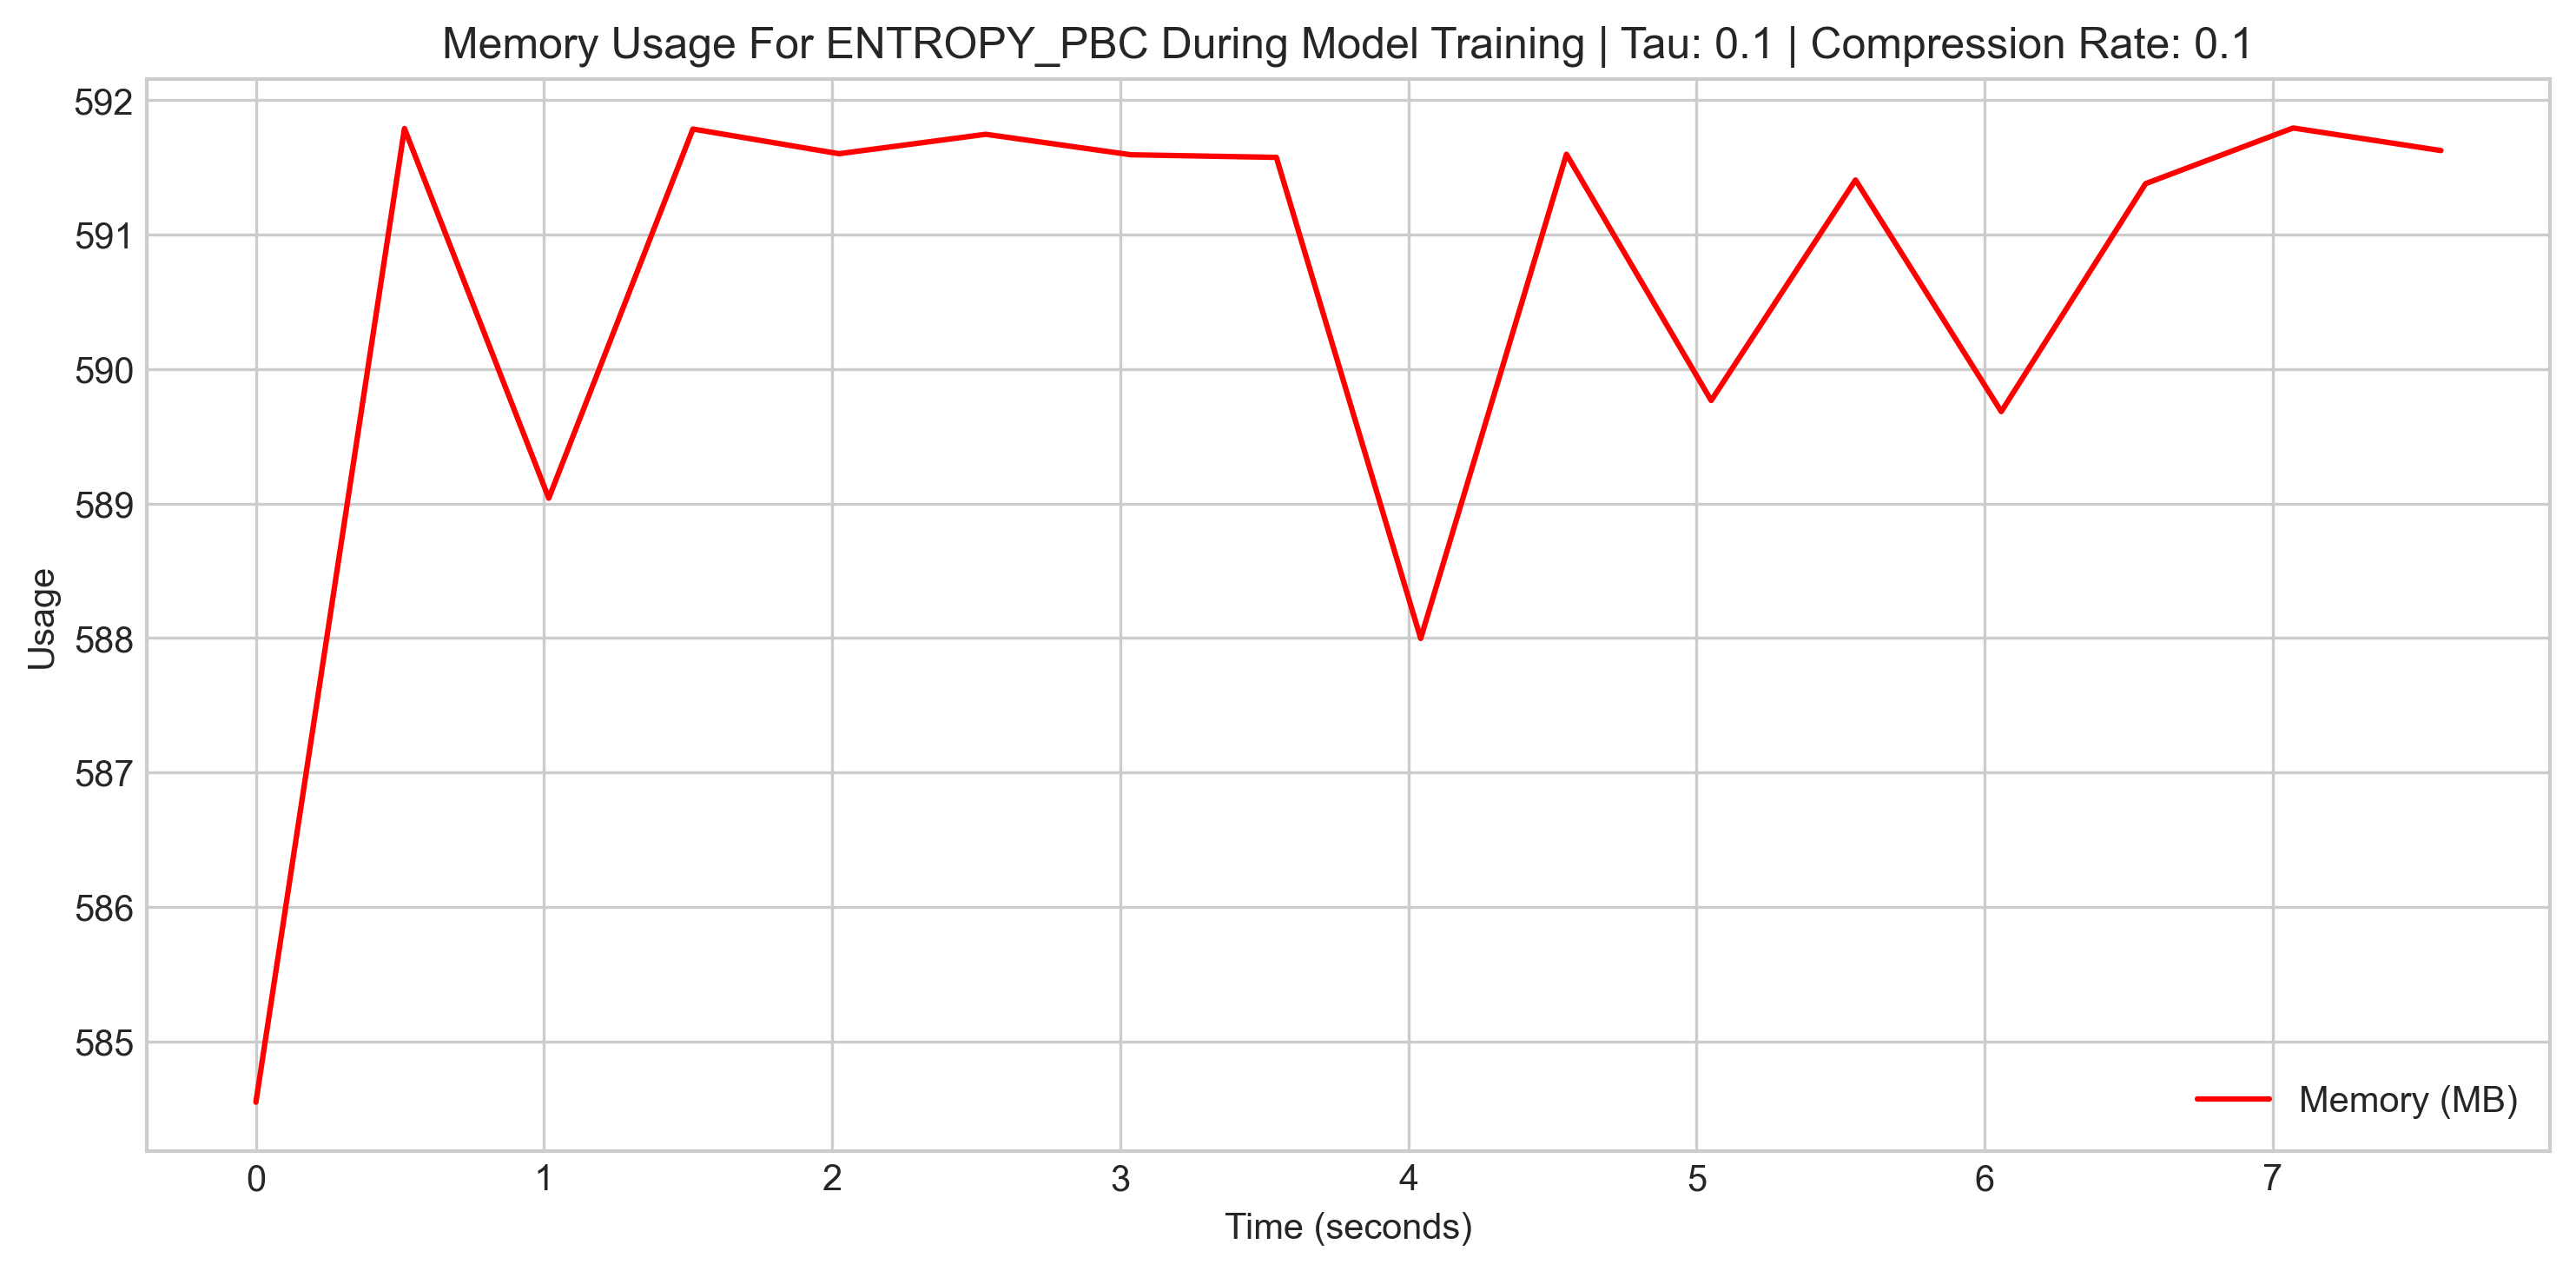 Memory Usage For ENTROPY_PBC During Model Training | Tau: 0.1 | Compression Rate: 0.1
592
591
590
589
588
587
586
585
Usage
Memory (MB)
0 1 2 3 4 5 6 7
Time (seconds)